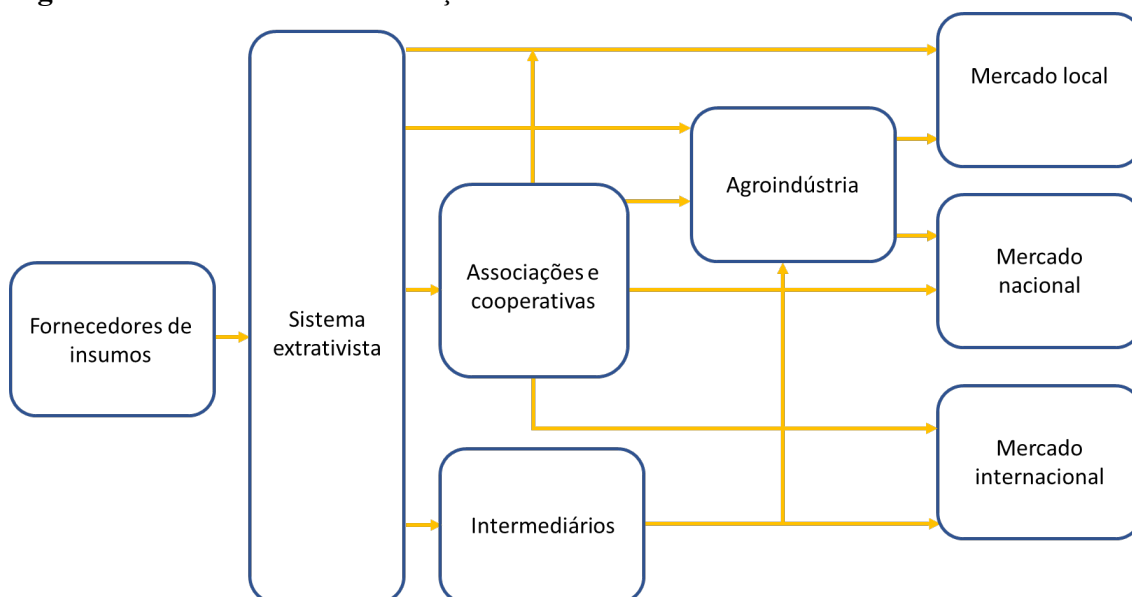 Mercado local
Agroindústria
Mercado
nacional
Associações e
cooperativas
Fornecedores de
insumos
Sistema
extrativista
Mercado
internacional
Intermediários